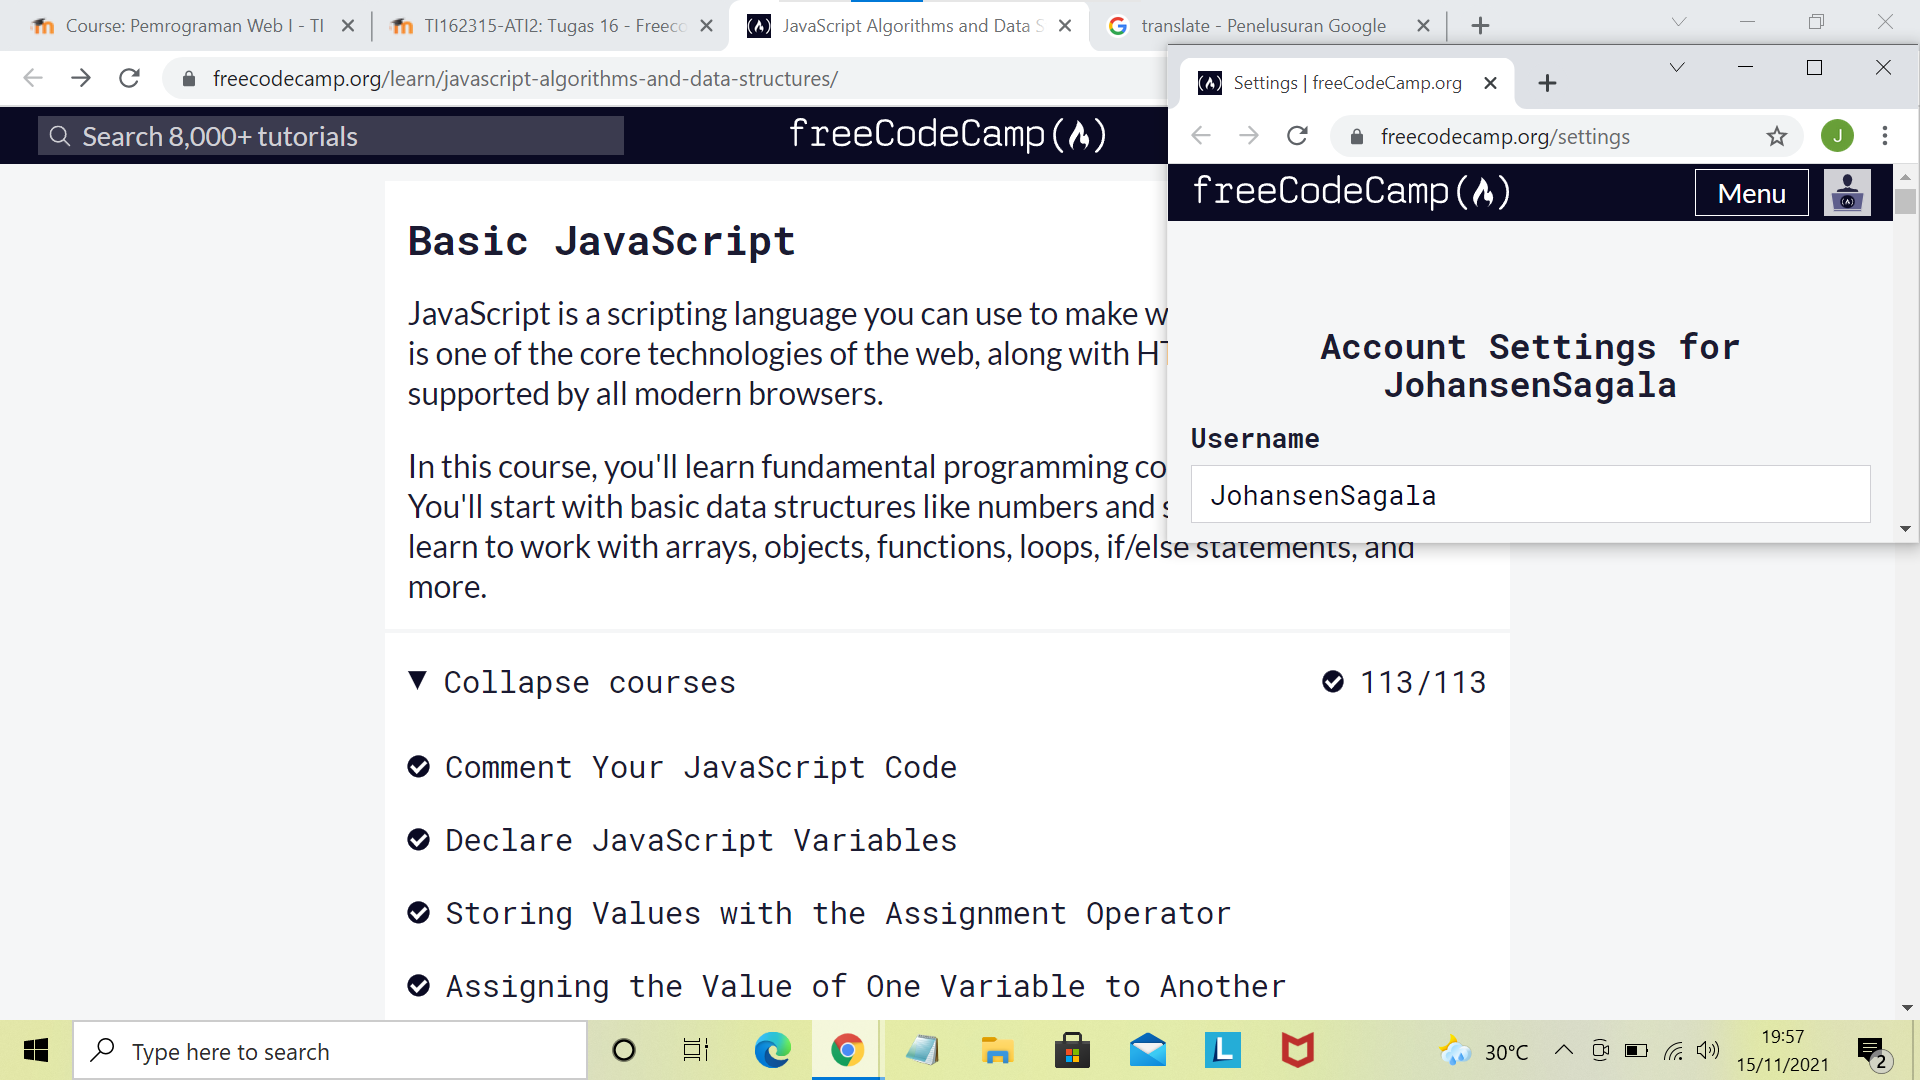 Course: Pemrograman Web I - TI
TI162315-ATI2: Tugas 16 - Freeco
JavaScript Algorithms and Data S
translate - Penelusuran Google
freecodecamp.org/learn/javascript-algorithms-and-data-structures/
Search 8,000+ tutorials
freeCodeCamp
Settings | freeCodeCamp.org
freecodecamp.org/settings
J
freeCodeCamp
Menu
Account Settings for
JohansenSagala
Username
JohansenSagala
Basic JavaScript
JavaScript is a scripting language you can use to make w
is one of the core technologies of the web, along with HT
supported by all modern browsers.
In this course, you'll learn fundamental programming co
You'll start with basic data structures like numbers and s
learn to work with arrays, objects, functions, loops, if/else statements, and
more.
Collapse courses
113/113
Comment Your JavaScript Code
Declare JavaScript Variables
Storing Values with the Assignment Operator
Assigning the Value of One Variable to Another
Type here to search
L
30°C
19:57
15/11/2021
2